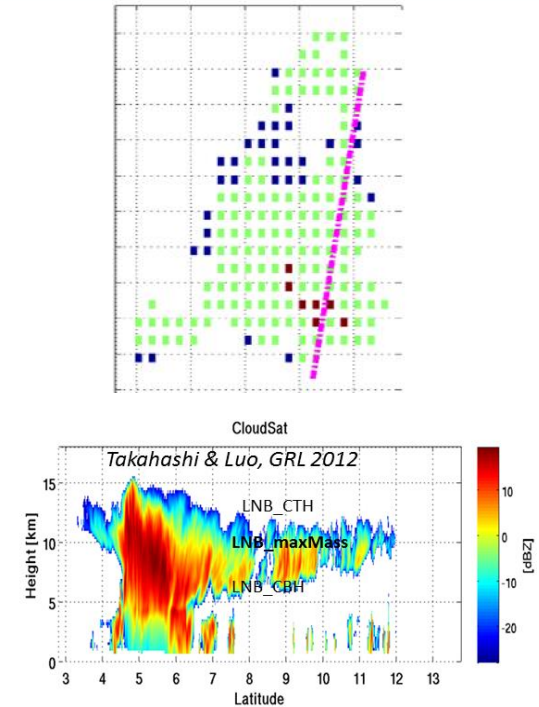 CloudSat
Takahashi & Luo, GRL 2012
15
10
5
0
Height [km]
LNB_CTH
LNB_maxMass
LNB_CBH
10
0
-10
-20
[dBZ]
3 4 5 6 7 8 9 10 11 12 13
Latitude